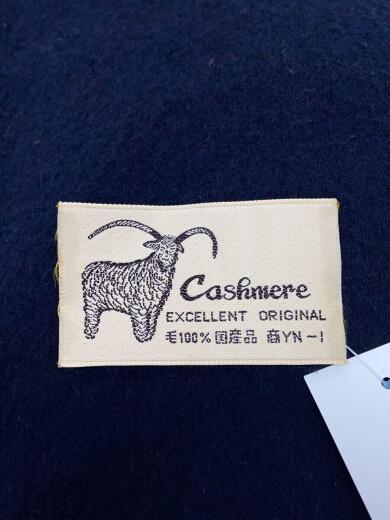 Cashmere
EXCELLENT ORIGINAL
毛100% 国産品 商YN-1